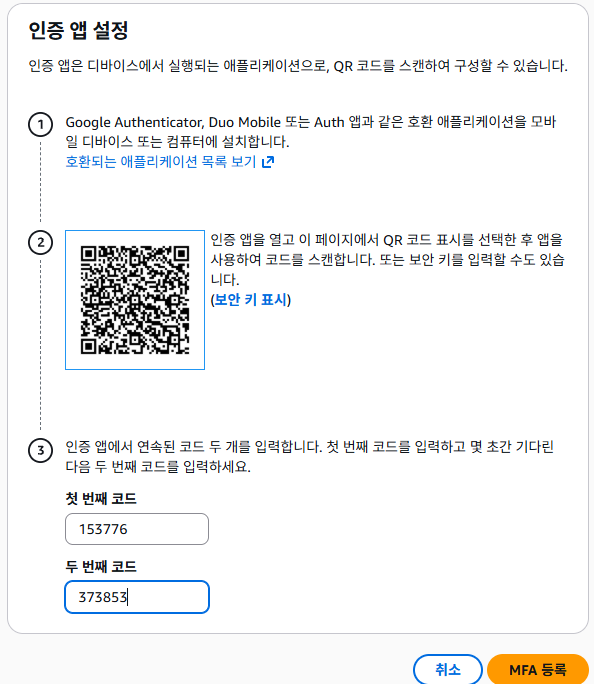 인증 앱 설정
인증 앱은 디바이스에서 실행되는 애플리케이션으로, QR 코드를 스캔하여 구성할 수 있습니다.
1
Google Authenticator, Duo Mobile 또는 Auth 앱과 같은 호환 애플리케이션을 모바
일 디바이스 또는 컴퓨터에 설치합니다.
호환되는 애플리케이션 목록 보기
2
인증 앱을 열고 이 페이지에서 QR 코드 표시를 선택한 후 앱을
사용하여 코드를 스캔합니다. 또는 보안 키를 입력할 수도 있습
니다.
(보안 키 표시)
3
인증 앱에서 연속된 코드 두 개를 입력합니다. 첫 번째 코드를 입력하고 몇 초간 기다린
다음 두 번째 코드를 입력하세요.
첫 번째 코드
153776
두 번째 코드
373853
취소
MFA 등록